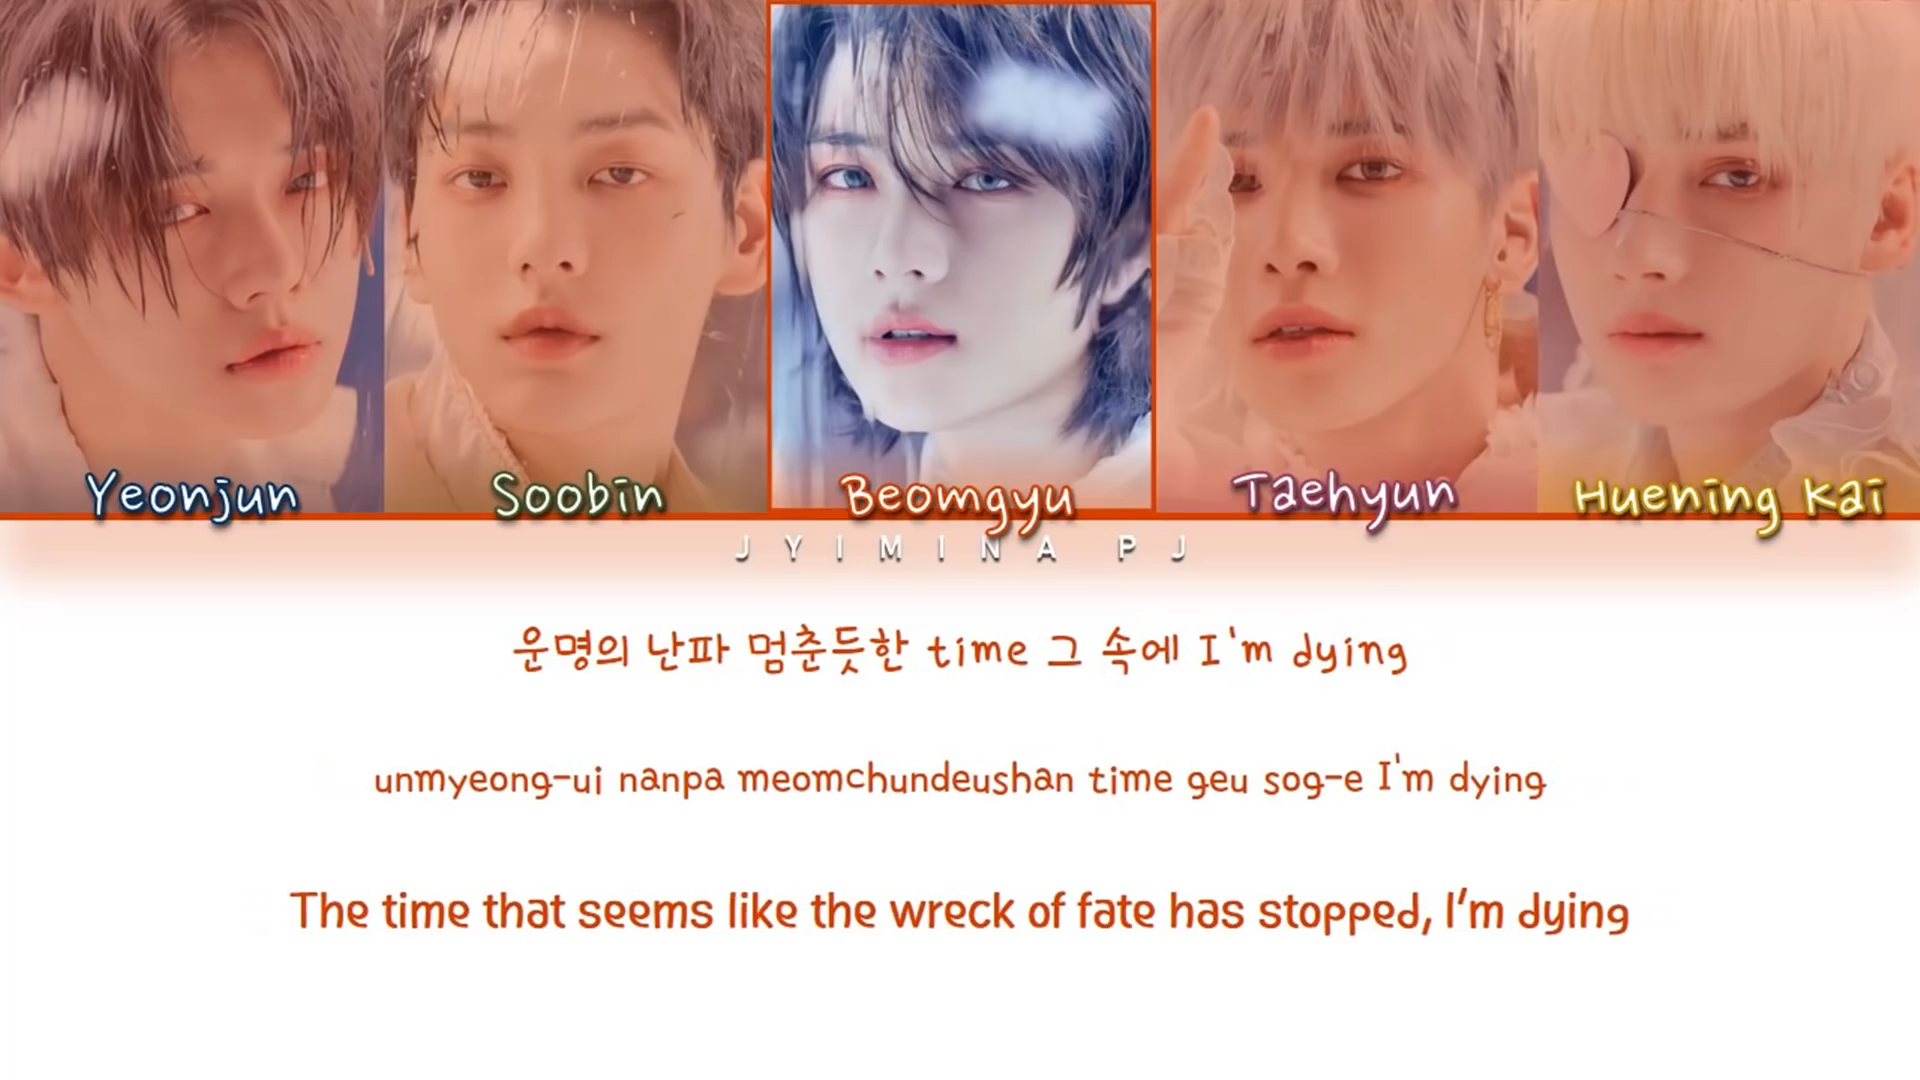 Yeonjun Soobin Beomgyu Taehyun Huening Kai
JYIMINA PJ
운명의 난파 멈춘듯한 time 그 속에 I'm dying
unmyeong-ui nanpa meomchundeushan time geu sog-e I'm dying
The time that seems like the wreck of fate has stopped, I'm dying